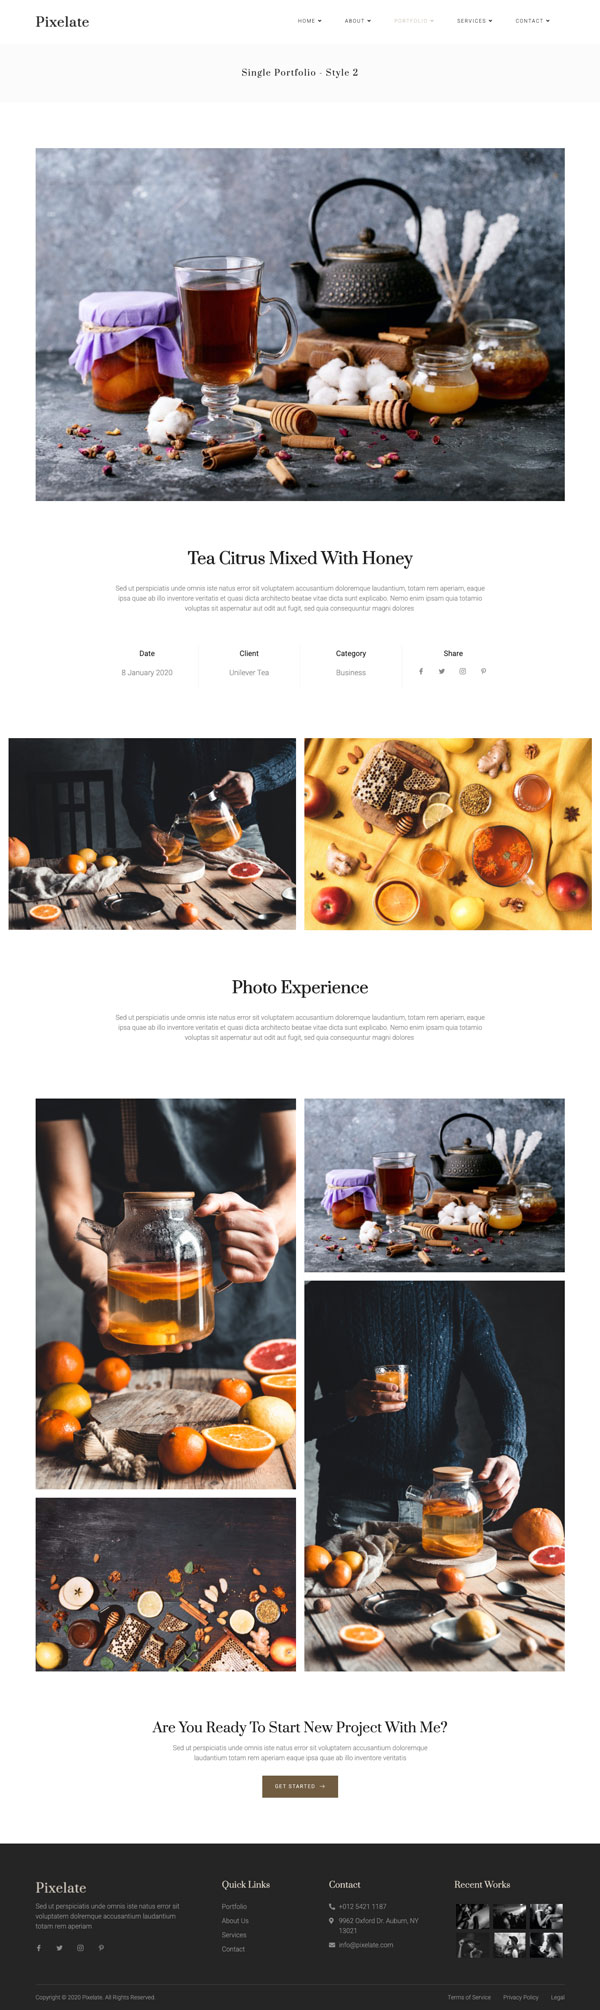 Pixelate
HOME
ABOUT
PORTFOLIO
SERVICES
CONTACT
Single Portfolio - Style 2
Tea Citrus Mixed With Honey
Sed ut perspiciatis unde omnis iste natus error sit voluptatem accusantium doloremque laudantium, totam rem aperiam, eaque
ipsa quae ab illo inventore veritatis et quasi dicta architecto beatae vitae dicta sunt explicabo. Nemo enim ipsam quia totamio
voluptas sit aspernatur aut odit aut fugit, sed quia consequuntur magni dolores
Date
Client
Category
Share
8 January 2020
Unilever Tea
Business
Photo Experience
Sed ut perspiciatis unde omnis iste natus error sit voluptatem accusantium doloremque laudantium, totam rem aperiam, eaque
ipsa quae ab illo inventore veritatis et quasi dicta architecto beatae vitae dicta sunt explicabo. Nemo enim ipsam quia totamio
voluptas sit aspernatur aut odit aut fugit, sed quia consequuntur magni dolores
Are You Ready To Start New Project With Me?
Sed ut perspiciatis unde omnis iste natus error sit voluptatem accusantium doloremque
laudantium totam rem aperiam eaque ipsa quae ab illo inventore veritatis
GET STARTED →
Pixelate
Sed ut perspiciatis unde omnis iste natus error sit
voluptatem dolremque accusantium laudantium
totam rem aperiam
Quick Links
Portfolio
About Us
Services
Contact
Contact
+012 5421 1187
9962 Oxford Dr. Auburn, NY
13021
info@pixelate.com
Recent Works
Copyright © 2020 Pixelate. All Rights Reserved.
Terms of Service
Privacy Policy
Legal